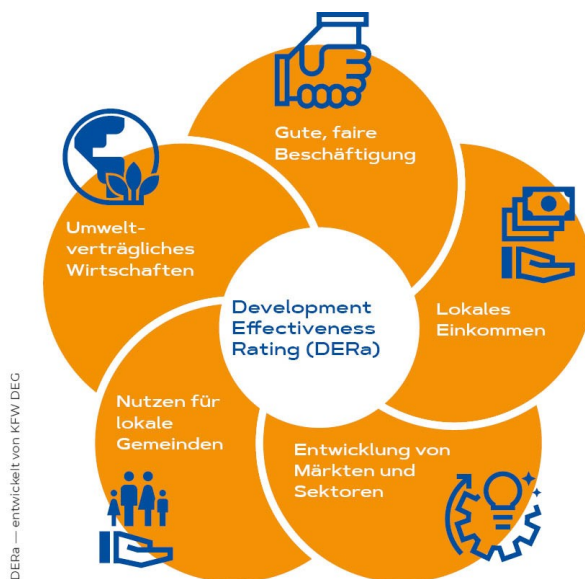 Gute, faire
Beschäftigung
Umwelt-
verträgliches
Wirtschaften
Lokales
Einkommen
Development
Effectiveness
Rating (DERa)
Nutzen für
lokale
Gemeinden
Entwicklung von
Märkten und
Sektoren
DERa — entwickelt von KFW DEG